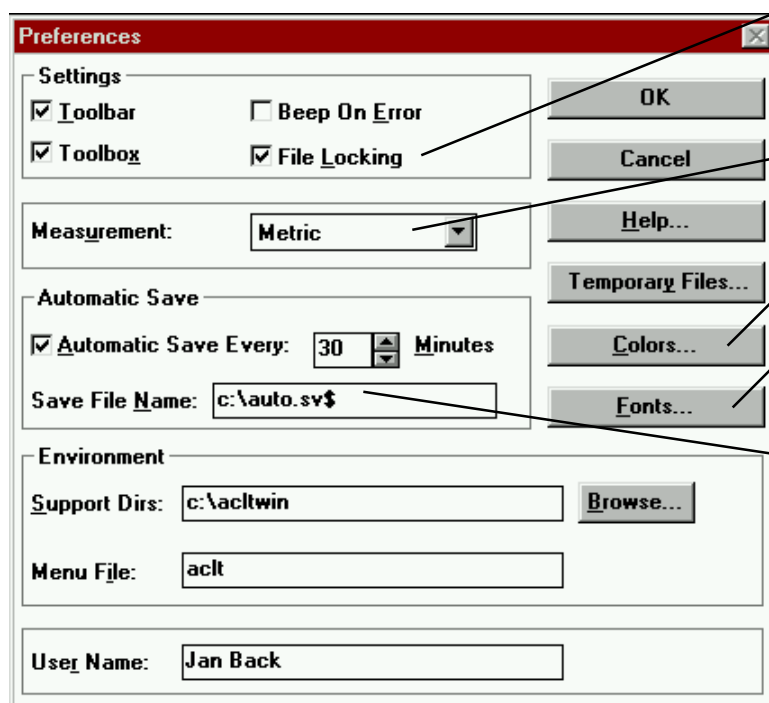 Preferences
Settings
Toolbar
Beep On Error
Toolbox
File Locking
OK
Cancel
Measurement:
Metric
Help...
Temporary Files...
Automatic Save
Automatic Save Every:
30
Minutes
Colors...
Save File Name:
c:\auto.sv$
Fonts...
Environment
Support Dirs:
c:\acltwin
Browse...
Menu File:
aclt
User Name:
Jan Back